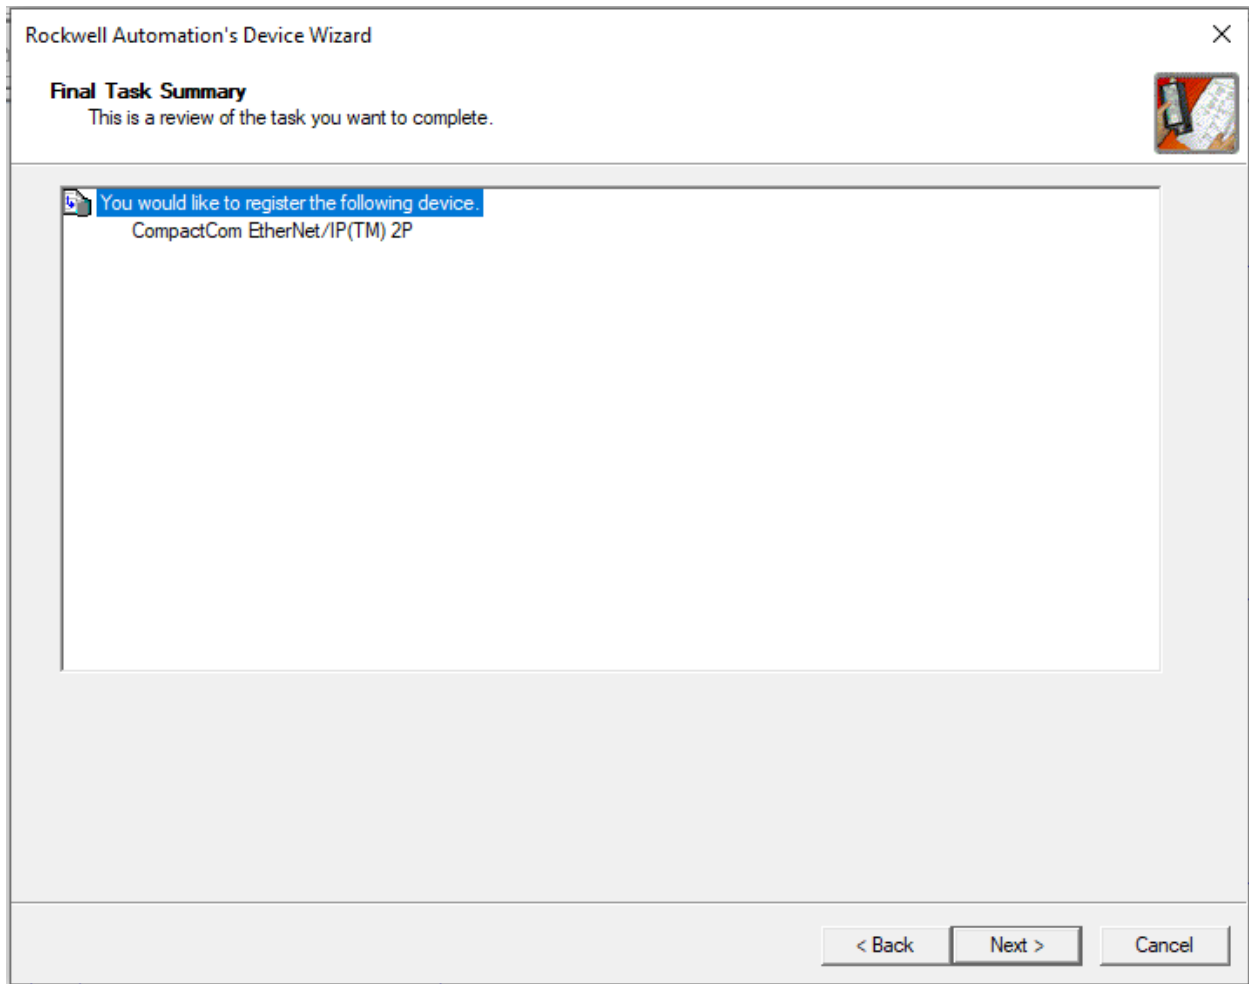 Rockwell Automation's Device Wizard
Final Task Summary
This is a review of the task you want to complete.
You would like to register the following device.
CompactCom EtherNet/IP(TM) 2P
< Back
Next >
Cancel